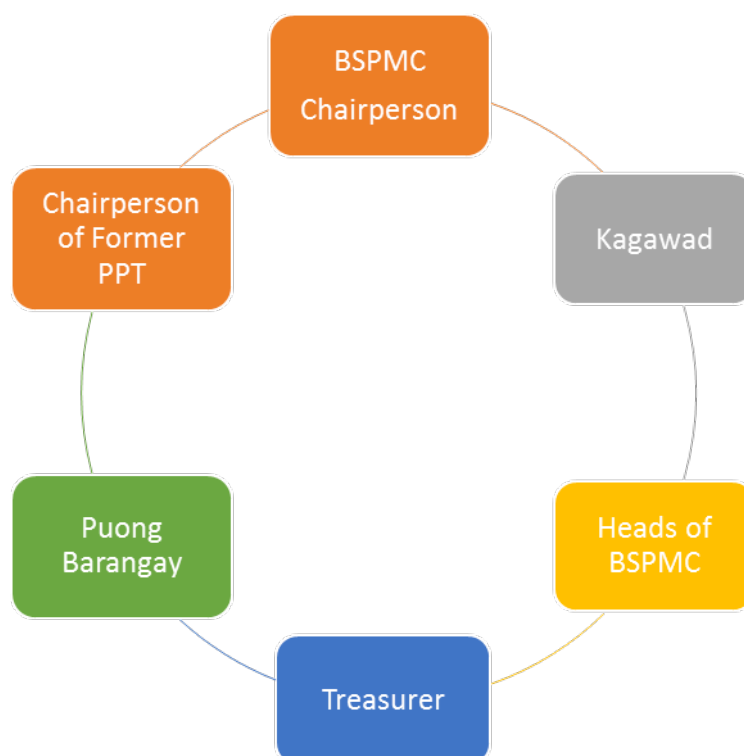 BSPMC
Chairperson
Kagawad
Heads of
BSPMC
Treasurer
Puong
Barangay
Chairperson
of Former
PPT